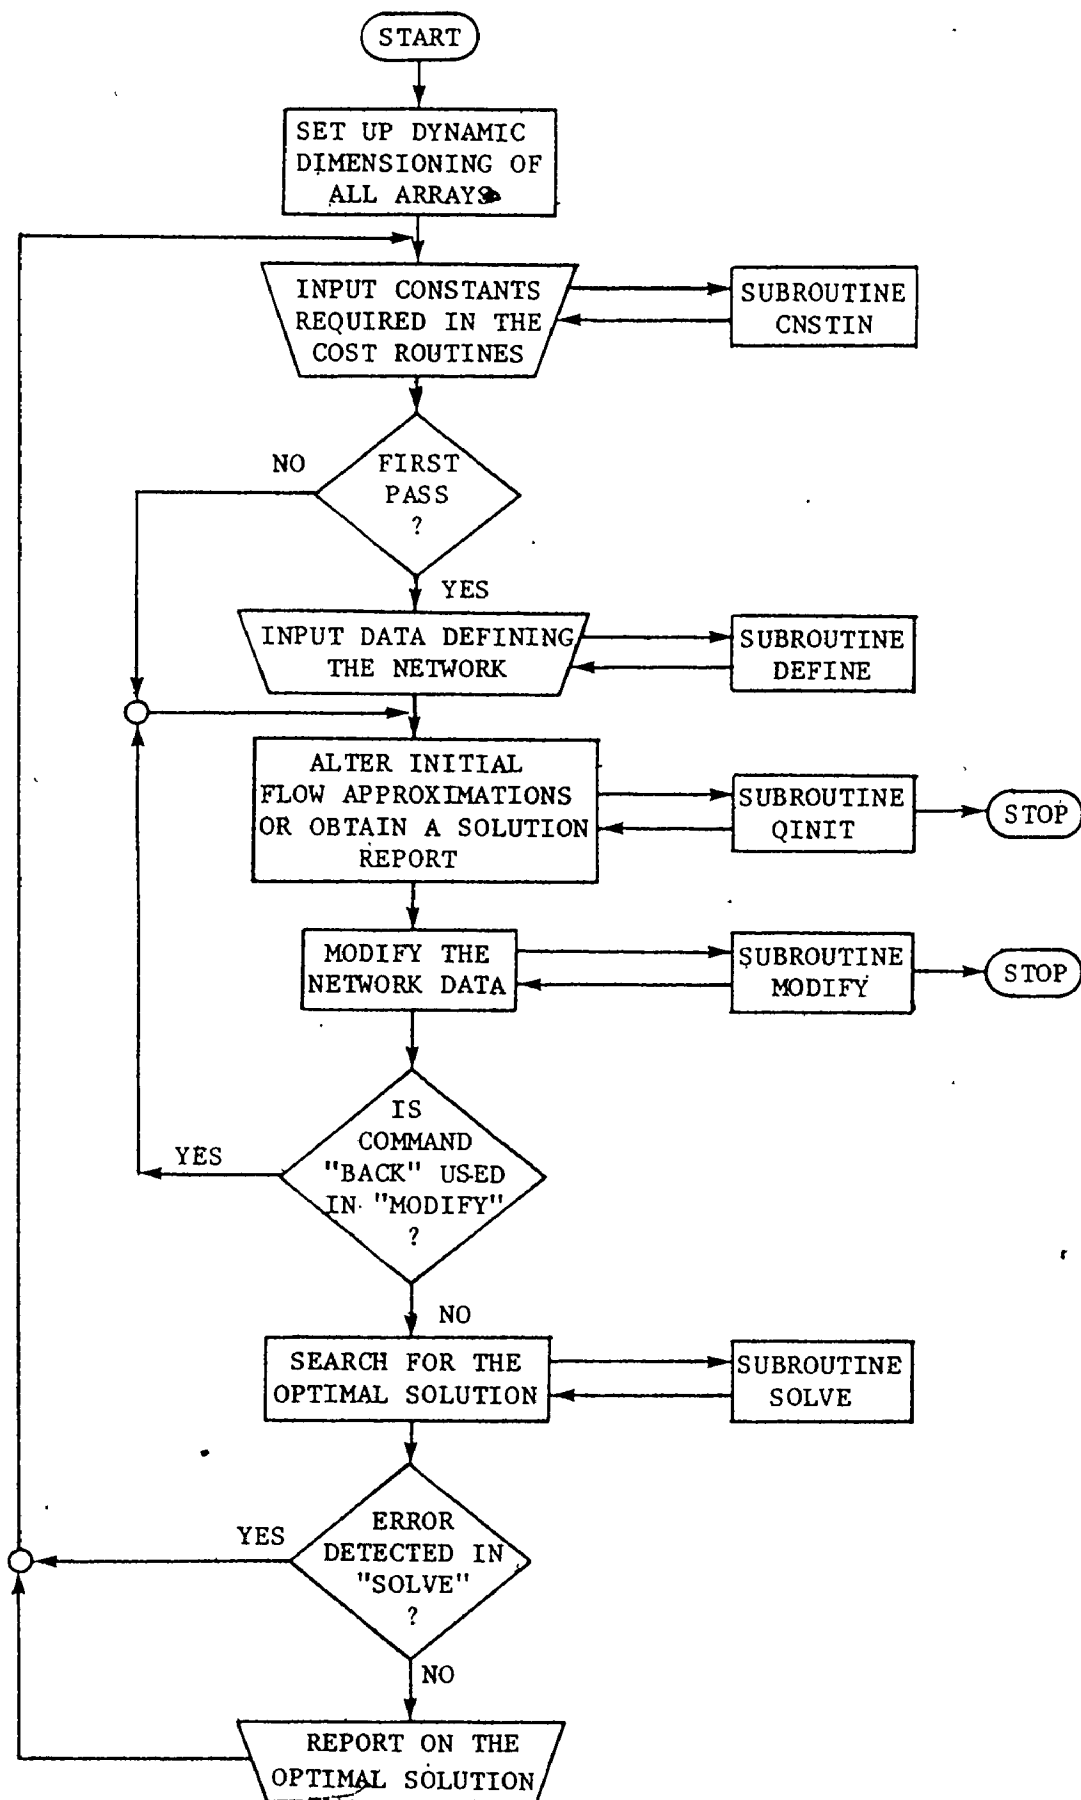 START
SET UP DYNAMIC
DIMENSIONING OF
ALL ARRAYS
INPUT CONSTANTS
REQUIRED IN THE
COST ROUTINES
SUBROUTINE
CNSTIN
NO
FIRST
PASS
?
YES
INPUT DATA DEFINING
THE NETWORK
SUBROUTINE
DEFINE
ALTER INITIAL
FLOW APPROXIMATIONS
OR OBTAIN A SOLUTION
REPORT
SUBROUTINE
QINIT
STOP
MODIFY THE
NETWORK DATA
SUBROUTINE
MODIFY
STOP
IS
COMMAND
"BACK" USED
IN "MODIFY"
?
YES
NO
SEARCH FOR THE
OPTIMAL SOLUTION
SUBROUTINE
SOLVE
YES
ERROR
DETECTED IN
"SOLVE"
?
NO
REPORT ON THE
OPTIMAL SOLUTION